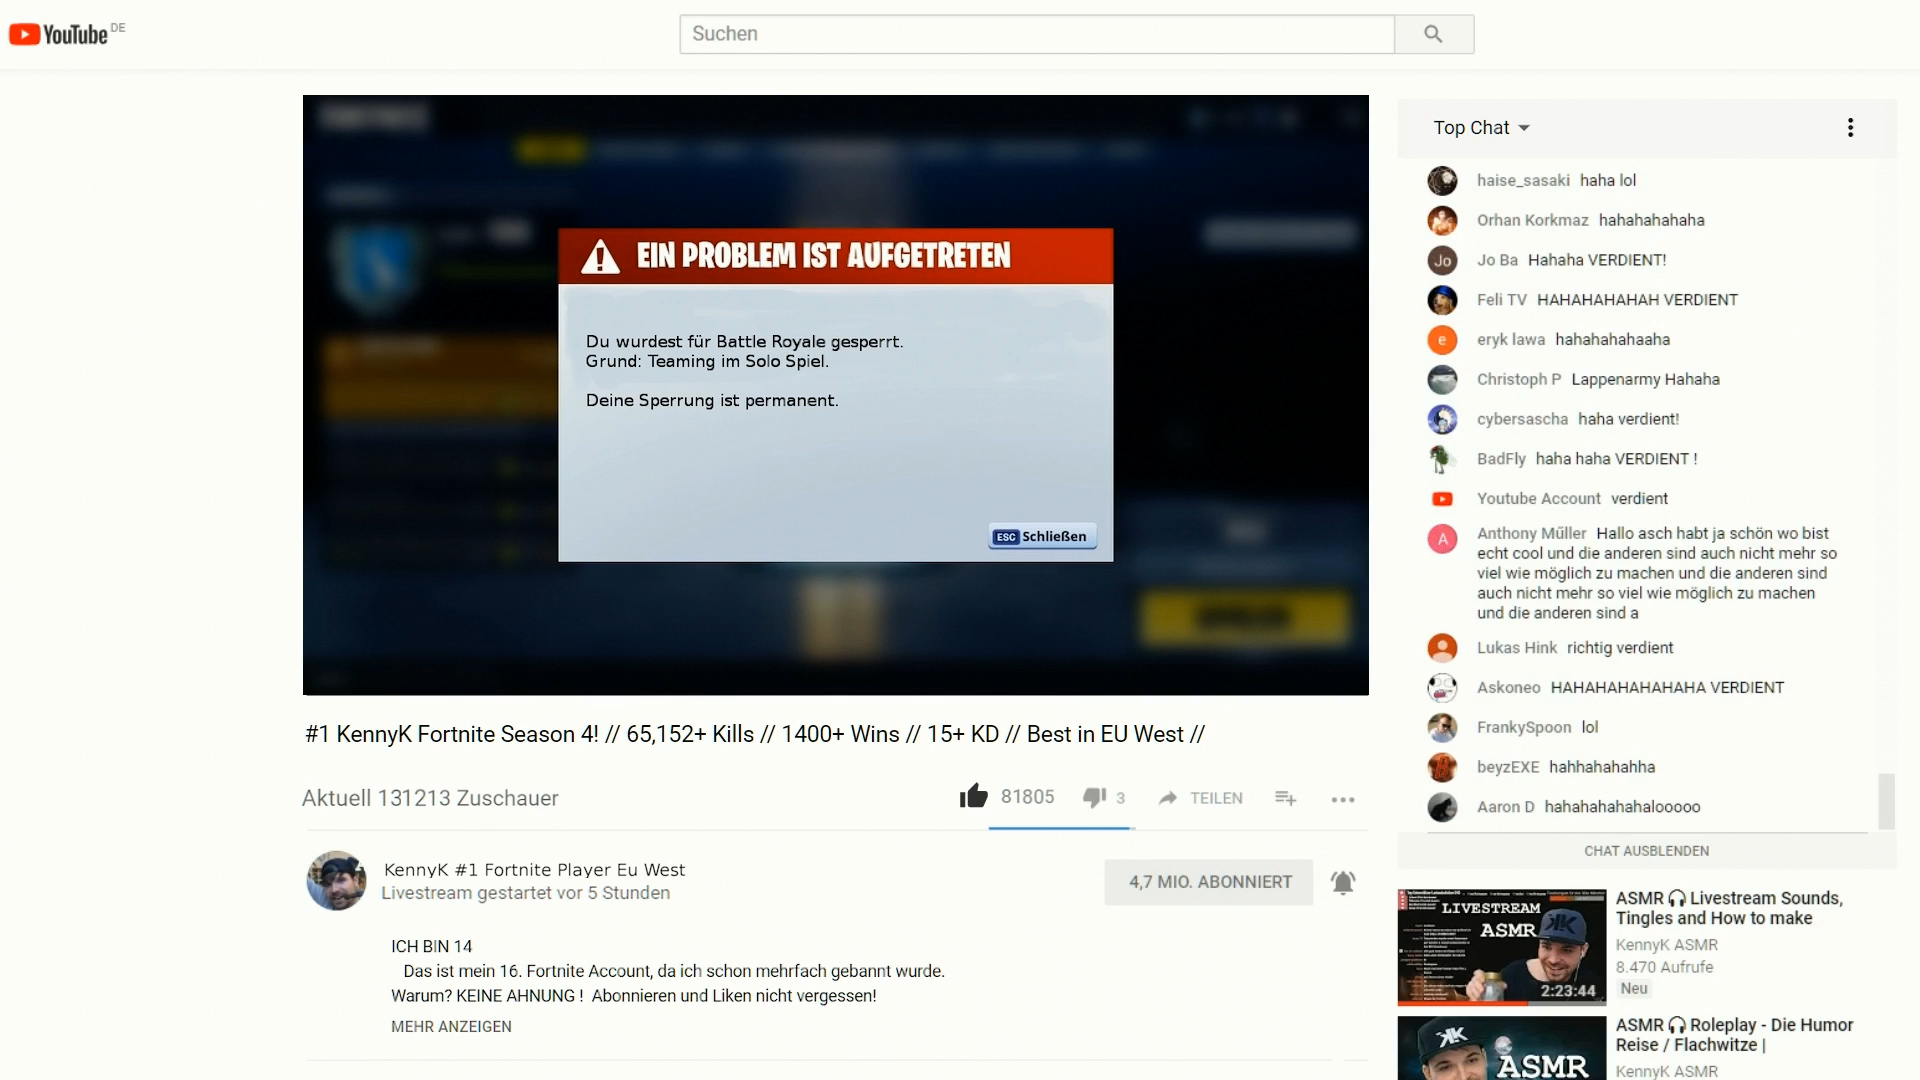 YouTube DE
Suchen
EIN PROBLEM IST AUFGETRETEN
Du wurdest für Battle Royale gesperrt.
Grund: Teaming im Solo Spiel.
Deine Sperrung ist permanent.
ESC Schließen
#1 KennyK Fortnite Season 4! // 65,152+ Kills // 1400+ Wins // 15+ KD // Best in EU West //
Aktuell 131213 Zuschauer
81805
3
TEILEN
KennyK #1 Fortnite Player Eu West
Livestream gestartet vor 5 Stunden
4,7 MIO. ABONNIERT
ICH BIN 14
Das ist mein 16. Fortnite Account, da ich schon mehrfach gebannt wurde.
Warum? KEINE AHNUNG ! Abonnieren und Liken nicht vergessen!
MEHR ANZEIGEN
Top Chat
haise_sasaki haha lol
Orhan Korkmaz hahahahahaha
Jo
Jo Ba Hahaha VERDIENT!
Feli TV HAHAHAHAHAH VERDIENT
e
eryk lawa hahahahahaaha
Christoph P Lappenarmy Hahaha
cybersascha haha verdient!
BadFly haha haha VERDIENT !
Youtube Account verdient
A
Anthony Müller Hallo asch habt ja schön wo bist
echt cool und die anderen sind auch nicht mehr so
viel wie möglich zu machen und die anderen sind
auch nicht mehr so viel wie möglich zu machen
und die anderen sind a
Lukas Hink richtig verdient
Askoneo HAHAHAHAHAHAHA VERDIENT
FrankySpoon lol
beyzEXE hahhahahahha
Aaron D hahahahahahalooooo
CHAT AUSBLENDEN
LIVESTREAM
ASMR
2:23:44
ASMR 🎧 Livestream Sounds,
Tingles and How to make
KennyK ASMR
8.470 Aufrufe
Neu
ASMR
ASMR 🎧 Roleplay - Die Humor
Reise / Flachwitze |
KennyK ASMR